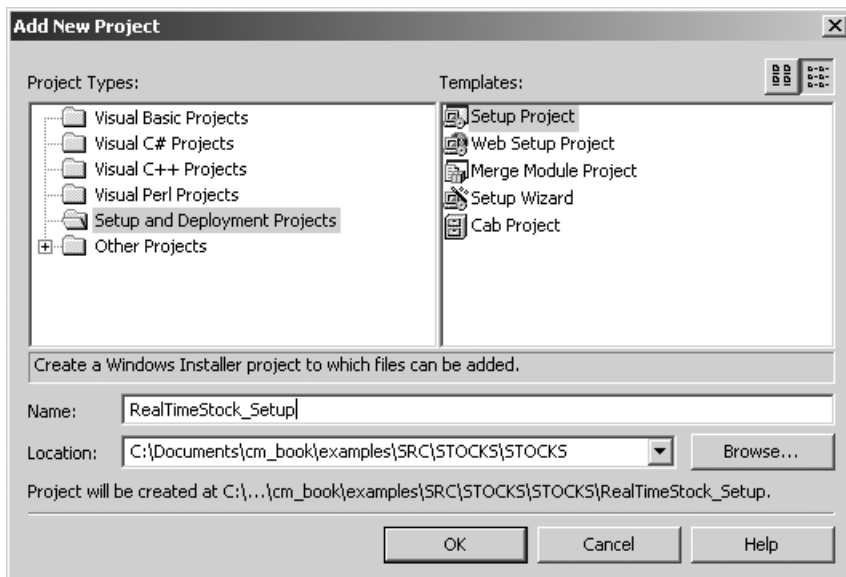 Add New Project
Project Types:
Templates:
Visual Basic Projects
Visual C# Projects
Visual C++ Projects
Visual Perl Projects
Setup and Deployment Projects
Other Projects
Setup Project
Web Setup Project
Merge Module Project
Setup Wizard
Cab Project
Create a Windows Installer project to which files can be added.
Name: RealTimeStock_Setup
Location: C:\Documents\cm_book\examples\SRC\STOCKS\STOCKS Browse...
Project will be created at C:\...\cm_book\examples\SRC\STOCKS\STOCKS\RealTimeStock_Setup.
OK Cancel Help